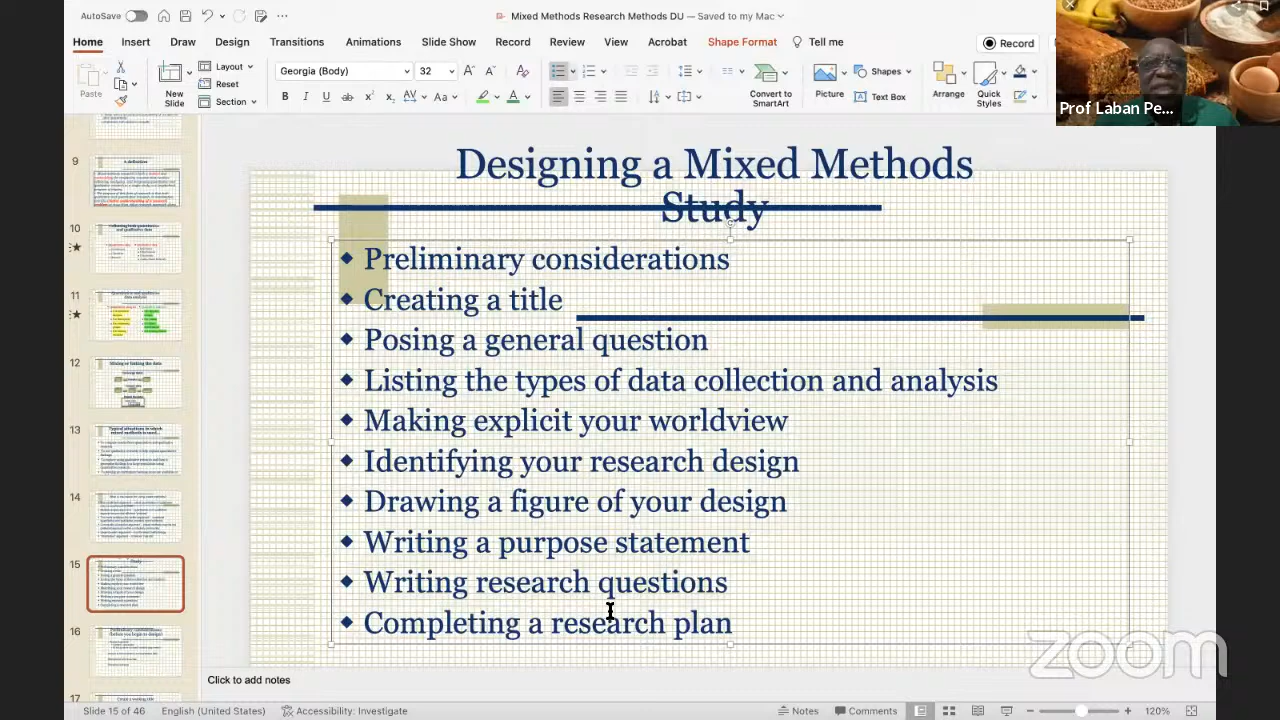 AutoSave
Mixed Methods Research Methods DU — Saved to my Mac
Home Insert Draw Design Transitions Animations Slide Show Record Review View Acrobat Shape Format Tell me Record
Paste
New
Slide
Layout
Reset
Section
Georgia (Body) 32
Convert to
SmartArt
Picture
Shapes
Text Box
Arrange
Quick
Styles
Prof Laban Pe...
9
10
11
12
13
14
15
16
17
Designing a Mixed Methods
Study
Preliminary considerations
Creating a title
Posing a general question
Listing the types of data collection and analysis
Making explicit your worldview
Identifying your research design
Drawing a figure of your design
Writing a purpose statement
Writing research questions
Completing a research plan
zoom
Click to add notes
Slide 15 of 46 English (United States) Accessibility: Investigate Notes Comments 120%